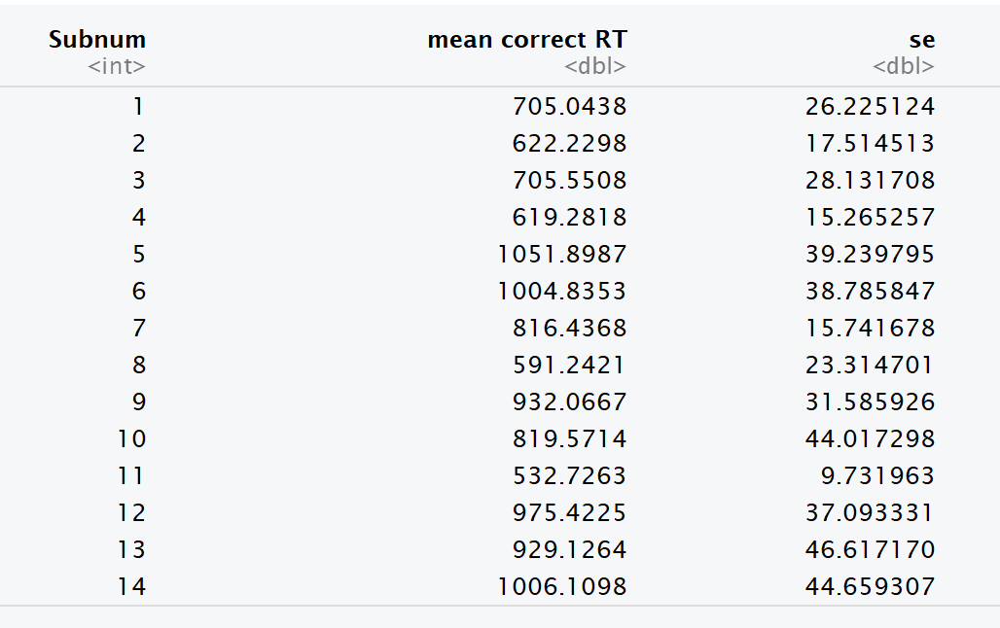 Subnum mean correct RT se
<int> <dbl> <dbl>
1 705.0438 26.225124
2 622.2298 17.514513
3 705.5508 28.131708
4 619.2818 15.265257
5 1051.8987 39.239795
6 1004.8353 38.785847
7 816.4368 15.741678
8 591.2421 23.314701
9 932.0667 31.585926
10 819.5714 44.017298
11 532.7263 9.731963
12 975.4225 37.093331
13 929.1264 46.617170
14 1006.1098 44.659307